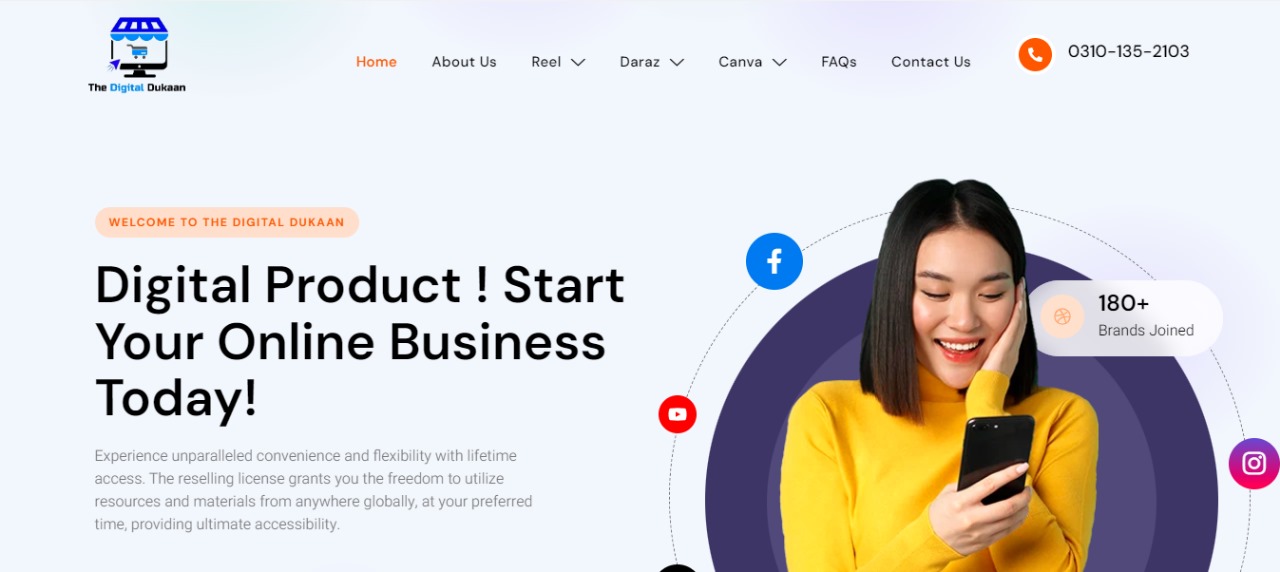 The Digital Dukaan
Home
About Us
Reel
Daraz
Canva
FAQs
Contact Us
0310-135-2103
WELCOME TO THE DIGITAL DUKAAN
Digital Product ! Start
Your Online Business
Today!
Experience unparalleled convenience and flexibility with lifetime
access. The reselling license grants you the freedom to utilize
resources and materials from anywhere globally, at your preferred
time, providing ultimate accessibility.
180+
Brands Joined